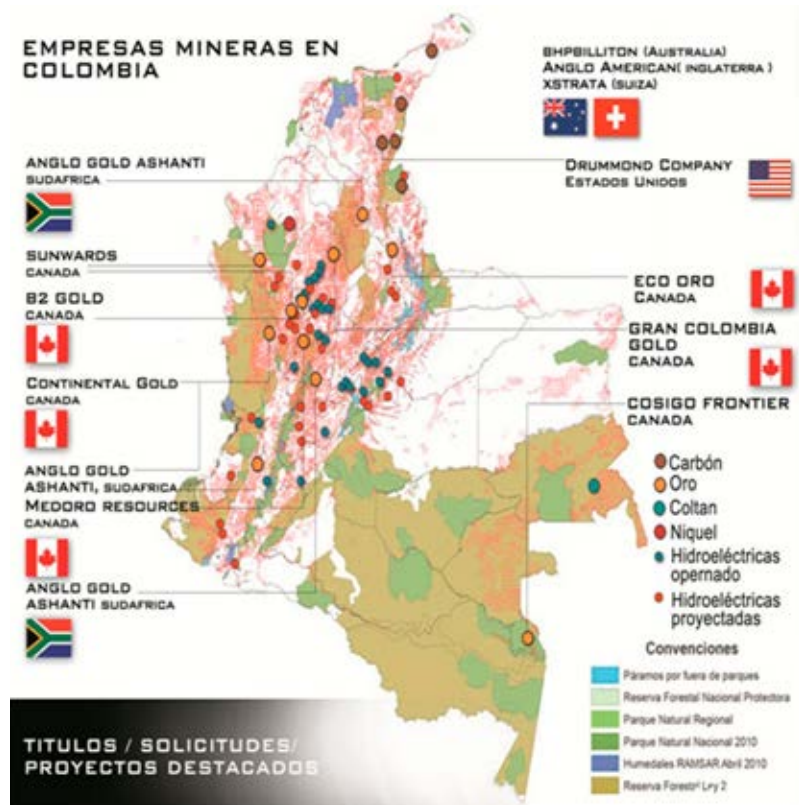 EMPRESAS MINERAS EN
COLOMBIA
BHPBILLITON (AUSTRALIA)
ANGLO AMERICAN( INGLATERRA )
XSTRATA (SUIZA)
ANGLO GOLD ASHANTI
SUDAFRICA
DRUMMOND COMPANY
ESTADOS UNIDOS
SUNWARDS
CANADA
B2 GOLD
CANADA
ECO ORO
CANADA
GRAN COLOMBIA
GOLD
CANADA
CONTINENTAL GOLD
CANADA
COSIGO FRONTIER
CANADA
ANGLO GOLD
ASHANTI, SUDAFRICA
MEDORO RESOURCES
CANADA
ANGLO GOLD
ASHANTI SUDAFRICA
Carbón
Oro
Coltan
Niquel
Hidroeléctricas
opernado
Hidroeléctricas
proyectadas
Convenciones
Páramos por fuera de parques
Reserva Forestal Nacional Protectora
Parque Natural Regional
Parque Natural Nacional 2010
Humedales RAMSAR Abril 2010
Reserva Forestal Lry 2
TITULOS / SOLICITUDES/
PROYECTOS DESTACADOS